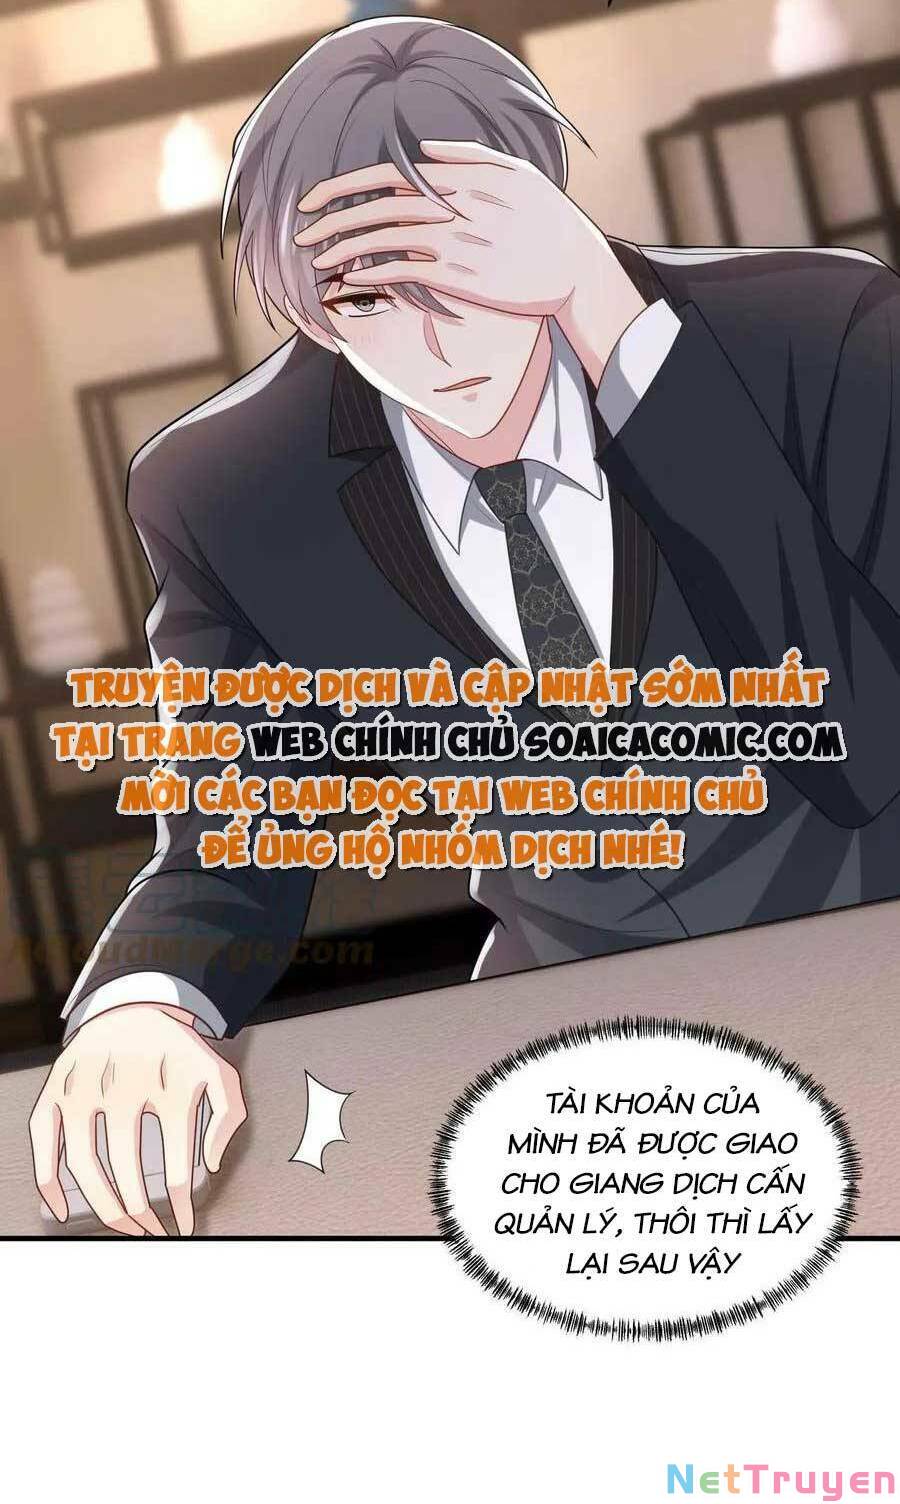 TRUYỆN ĐƯỢC DỊCH VÀ CẬP NHẬT SỚM NHẤT
TẠI TRANG WEB CHÍNH CHỦ SOAICACOMIC.COM
MỜI CÁC BẠN ĐỌC TẠI WEB CHÍNH CHỦ
ĐỂ ỦNG HỘ NHÓM DỊCH NHÉ!
TÀI KHOẢN CỦA
MÌNH ĐÃ ĐƯỢC GIAO
CHO GIANG DỊCH CẤN
QUẢN LÝ, THÔI THÌ LẤY
LẠI SAU VẬY
NetTruyen